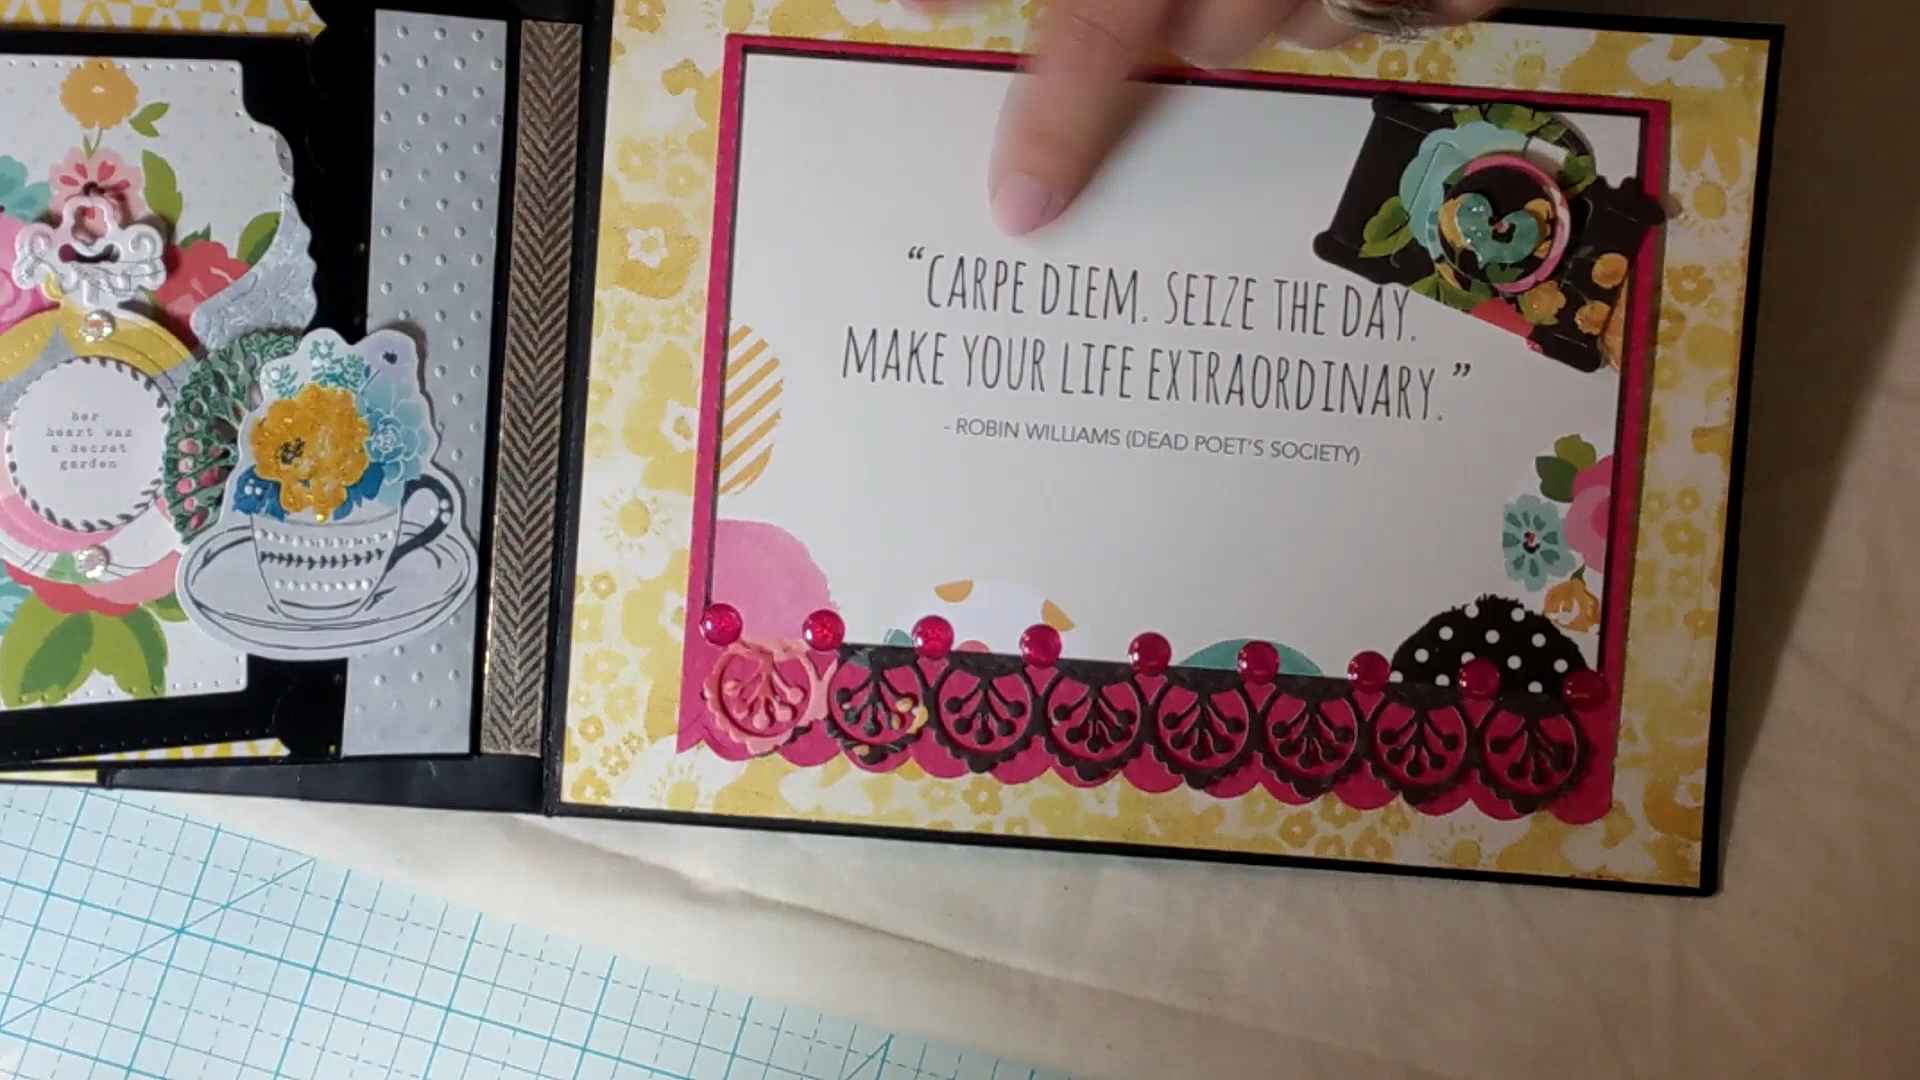 her
heart was
a secret
garden
“CARPE DIEM. SEIZE THE DAY.
MAKE YOUR LIFE EXTRAORDINARY.”
- ROBIN WILLIAMS (DEAD POET'S SOCIETY)